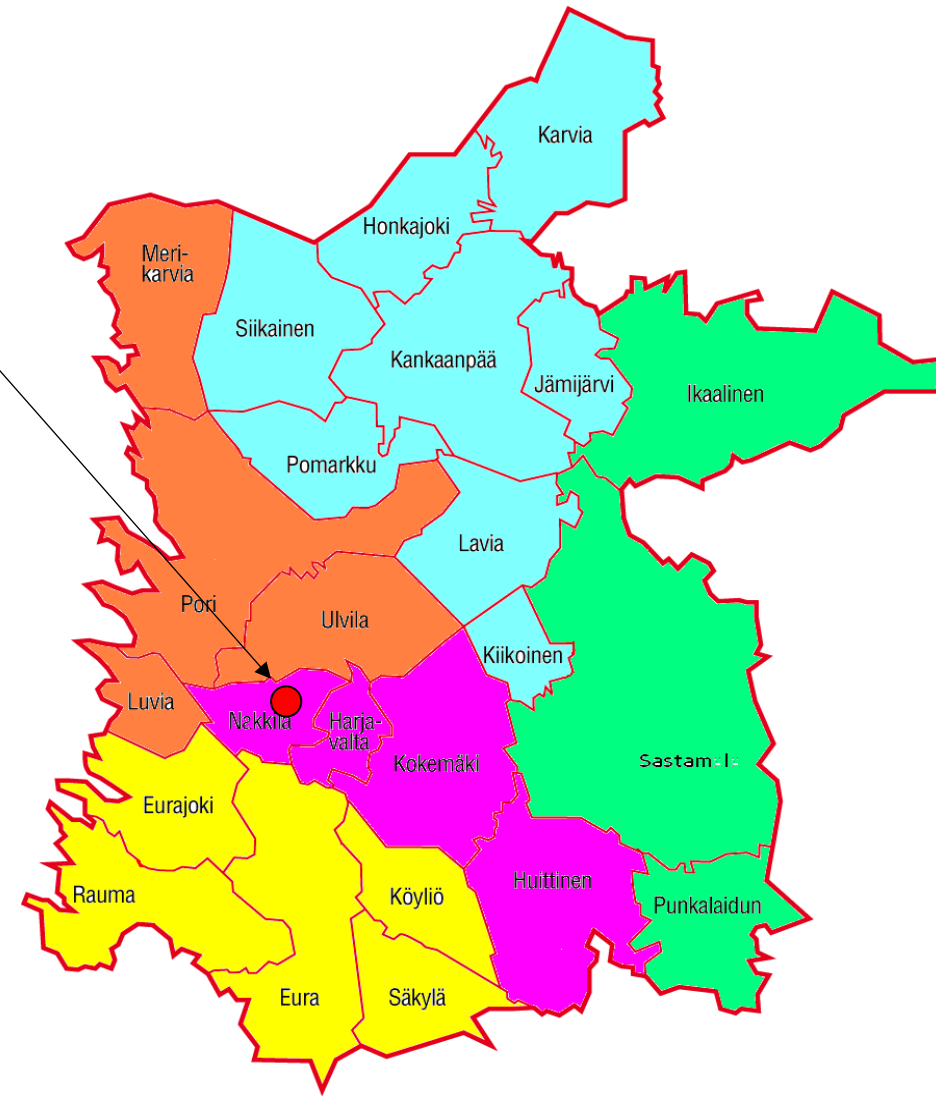 Karvia
Honkajoki
Meri-
karvia
Siikainen
Kankaanpää
Jämijärvi
Ikaalinen
Pomarkku
Lavia
Pori
Ulvila
Kiikoinen
Luvia
Nakkila
Harja-
valta
Kokemäki
Eurajoki
Huittinen
Rauma
Köyliö
Punkalaidun
Eura
Säkylä